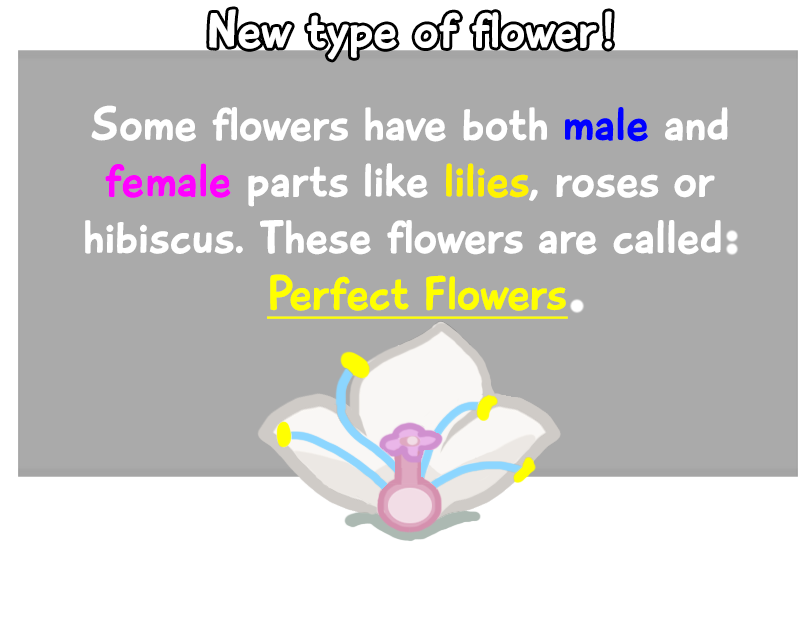 New type of flower!
Some flowers have both male and
female parts like lilies, roses or
hibiscus. These flowers are called:
Perfect Flowers.